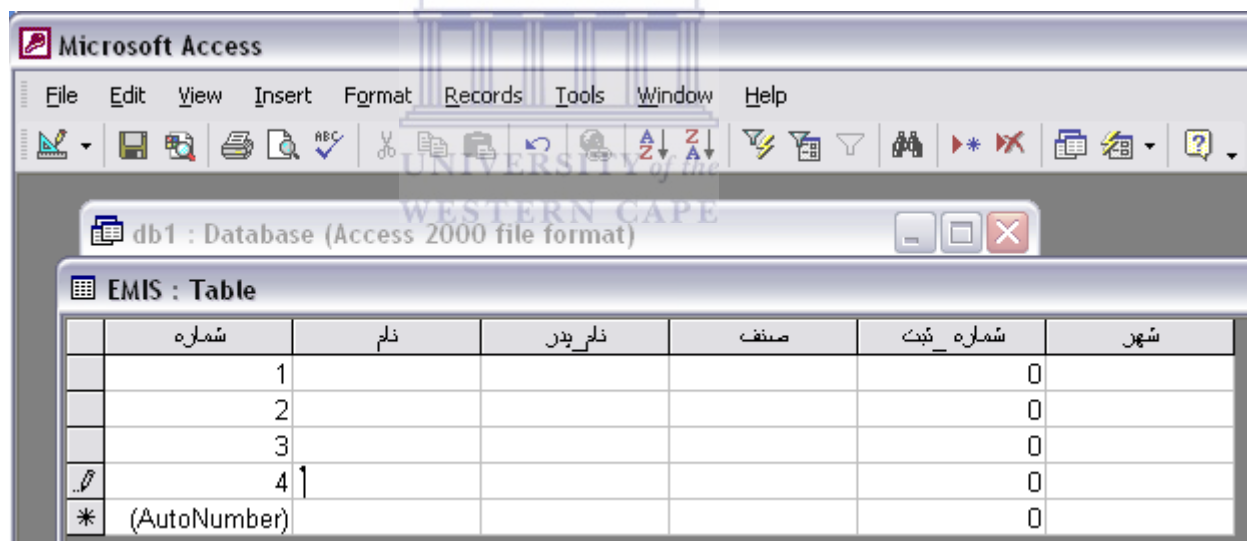 Microsoft Access
File Edit View Insert Format Records Tools Window Help
UNIVERSITY of the
WESTERN CAPE
db1 : Database (Access 2000 file format)
EMIS : Table
شماره نام نام_پدر صنف شماره _ثبت شهر
1 0
2 0
3 0
4 0
(AutoNumber) 0